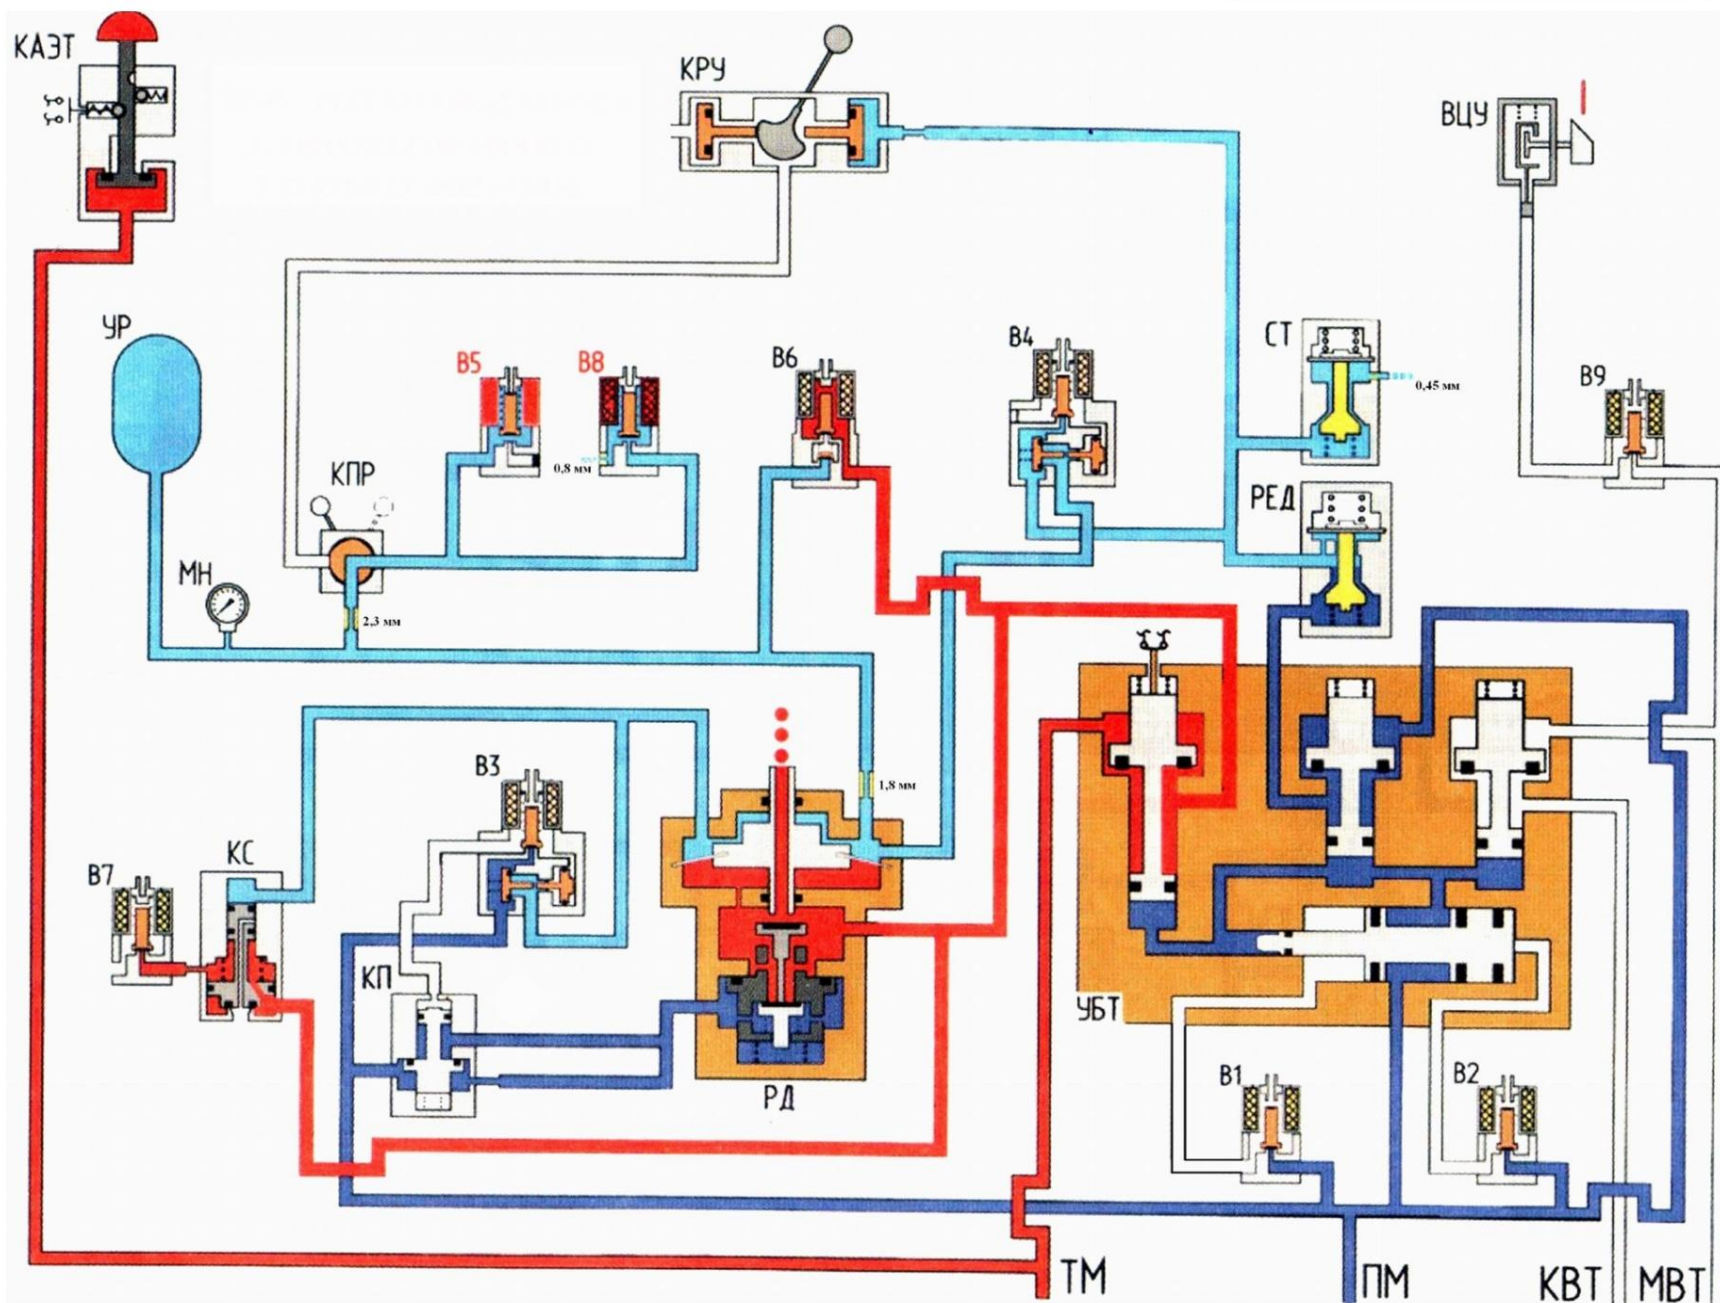 КАЭТ
КРУ
ВЦУ
УР
СТ
В4
В5
В8
В6
0,45 мм
В9
0,8 мм
КПР
РЕД
МН
2,3 мм
В3
1,8 мм
КС
В7
КП
УБТ
РД
В1
В2
ТМ
ПМ
КВТ
МВТ